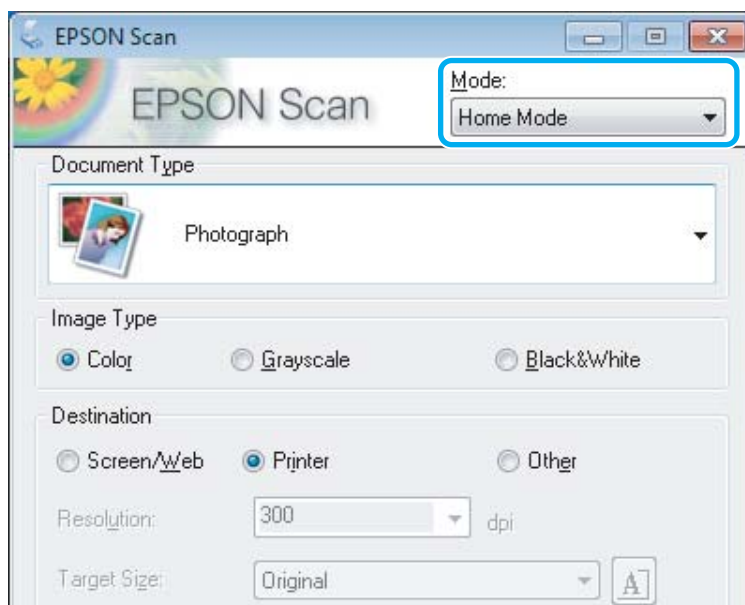 EPSON Scan
EPSON Scan
Mode:
Home Mode
Document Type
Photograph
Image Type
Color Grayscale Black&White
Destination
Screen/Web Printer Other
Resolution: 300 dpi
Target Size: Original A